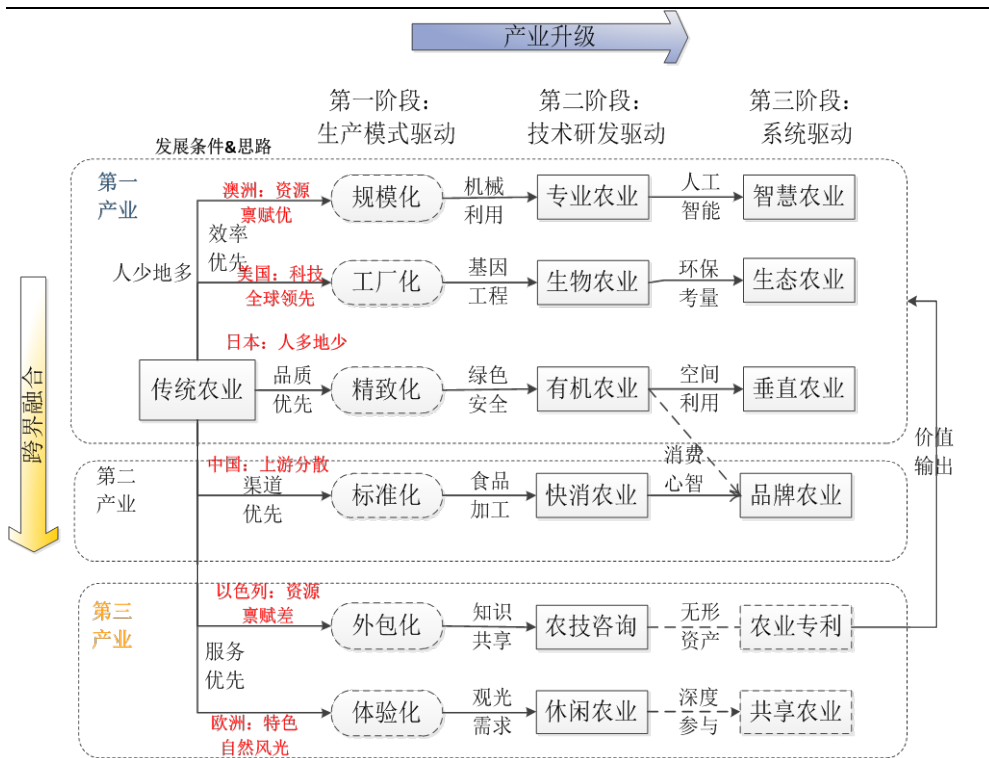 产业升级
第一阶段：
生产模式驱动
第二阶段：
技术研发驱动
第三阶段：
系统驱动
发展条件&思路
跨界融合
第一
产业
澳洲：资源
禀赋优
规模化
机械
利用
专业农业
人工
智能
智慧农业
效率
优先
人少地多
美国：科技
全球领先
工厂化
基因
工程
生物农业
环保
考量
生态农业
日本：人多地少
传统农业
品质
优先
精致化
绿色
安全
有机农业
空间
利用
垂直农业
价值
输出
第二
产业
中国：上游分散
渠道
优先
标准化
食品
加工
快消农业
消费
心智
品牌农业
第三
产业
以色列：资源
禀赋差
外包化
知识
共享
农技咨询
无形
资产
农业专利
服务
优先
欧洲：特色
自然风光
体验化
观光
需求
休闲农业
深度
参与
共享农业